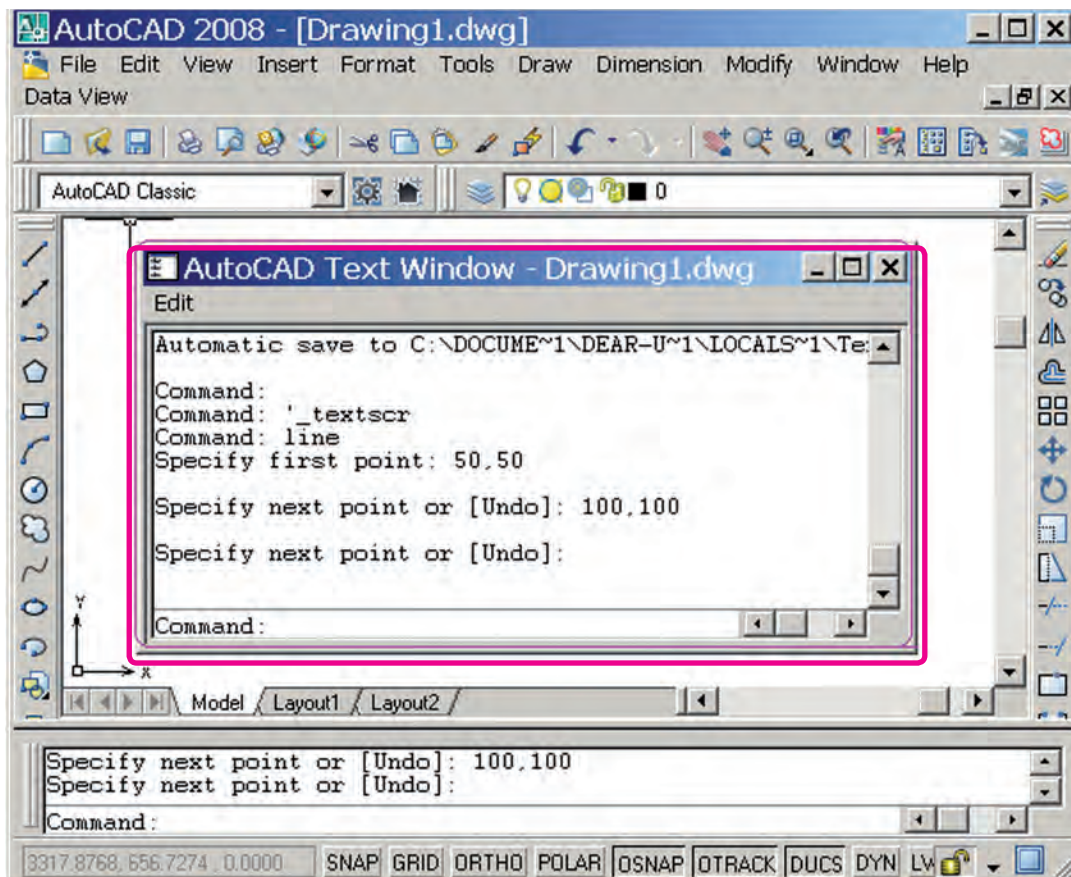 AutoCAD 2008 - [Drawing1.dwg]
File Edit View Insert Format Tools Draw Dimension Modify Window Help
Data View
AutoCAD Classic
0
AutoCAD Text Window - Drawing1.dwg
Edit
Automatic save to C:\DOCUME~1\DEAR-U~1\LOCALS~1\Te
Command:
Command: '_textscr
Command: line
Specify first point: 50,50
Specify next point or [Undo]: 100,100
Specify next point or [Undo]:
Command:
Y
X
Model Layout1 Layout2
Specify next point or [Undo]: 100,100
Specify next point or [Undo]:
Command:
3317.8768, 656.7274 , 0.0000 SNAP GRID ORTHO POLAR OSNAP OTRACK DUCS DYN LW